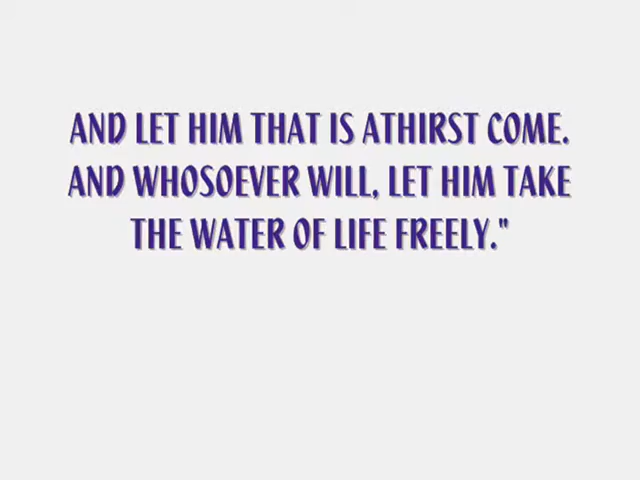 AND LET HIM THAT IS ATHIRST COME.
AND WHOSOEVER WILL, LET HIM TAKE
THE WATER OF LIFE FREELY."